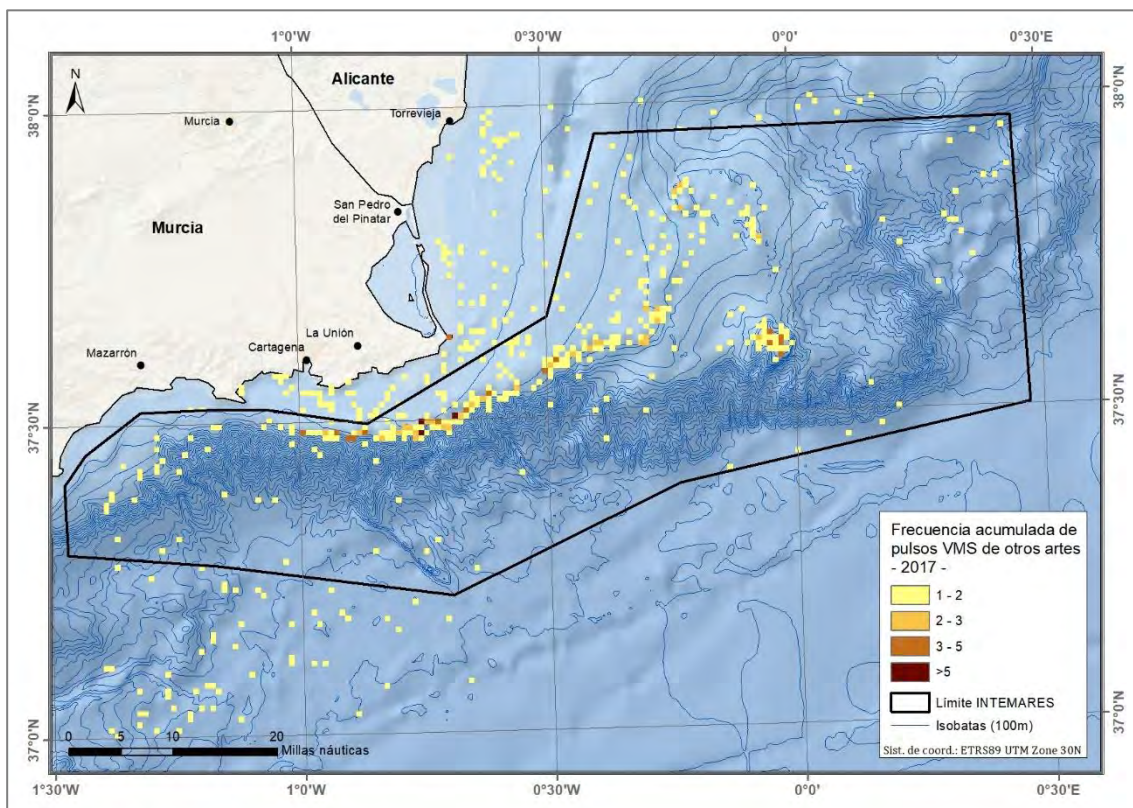 1°0'W 0°30'W 0°0' 0°30'E
38°0'N
37°30'N
37°0'N
38°0'N
37°30'N
37°0'N
N
Alicante
Murcia
Torrevieja
San Pedro
del Pinatar
Murcia
La Unión
Cartagena
Mazarrón
Frecuencia acumulada de
pulsos VMS de otros artes
- 2017 -
1 - 2
2 - 3
3 - 5
>5
Límite INTEMARES
Isobatas (100m)
Sist. de coord.: ETRS89 UTM Zone 30N
0 5 10 20
Millas náuticas
1°30'W 1°0'W 0°30'W 0°0' 0°30'E